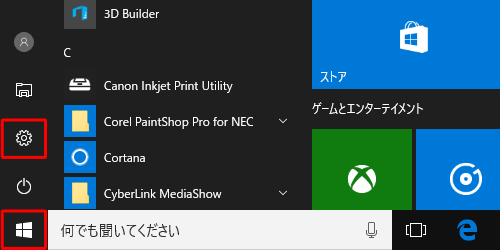 3D Builder
C
Canon Inkjet Print Utility
Corel PaintShop Pro for NEC
Cortana
CyberLink MediaShow
ストア
ゲームとエンターテイメント
何でも聞いてください